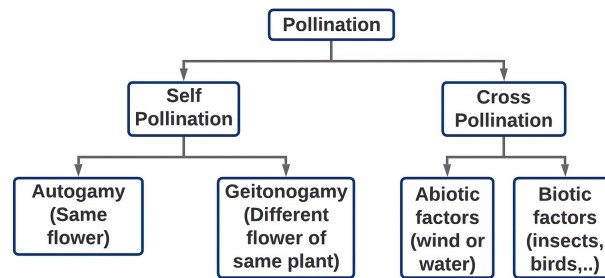 Pollination
Self
Pollination
Cross
Pollination
Autogamy
(Same
flower)
Geitonogamy
(Different
flower of
same plant)
Abiotic
factors
(wind or
water)
Biotic
factors
(insects,
birds,..)